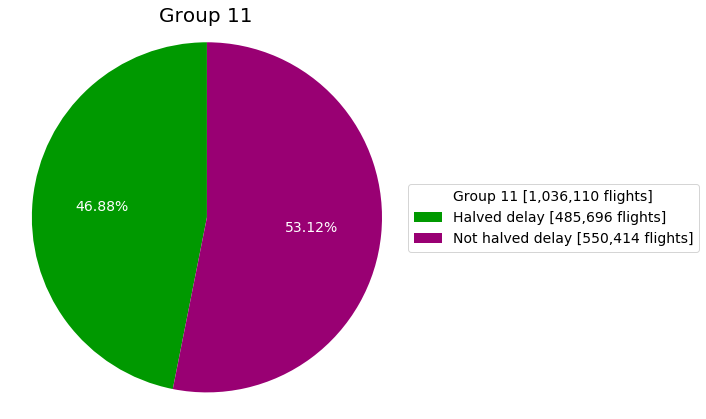 Group 11
46.88%
53.12%
Group 11 [1,036,110 flights]
Halved delay [485,696 flights]
Not halved delay [550,414 flights]